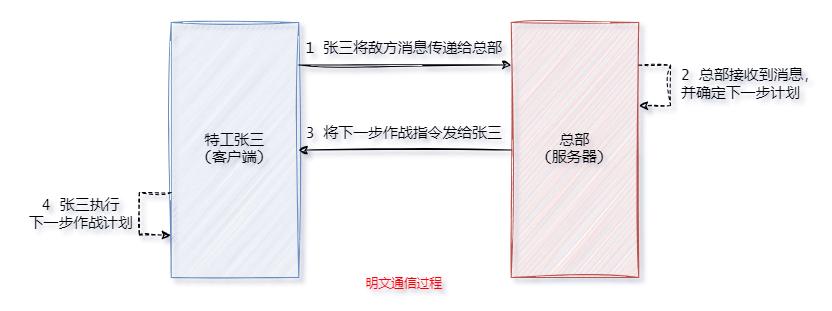 1 张三将敌方消息传递给总部
2 总部接收到消息，
并确定下一步计划
特工张三
（客户端）
3 将下一步作战指令发给张三
总部
（服务器）
4 张三执行
下一步作战计划
明文通信过程